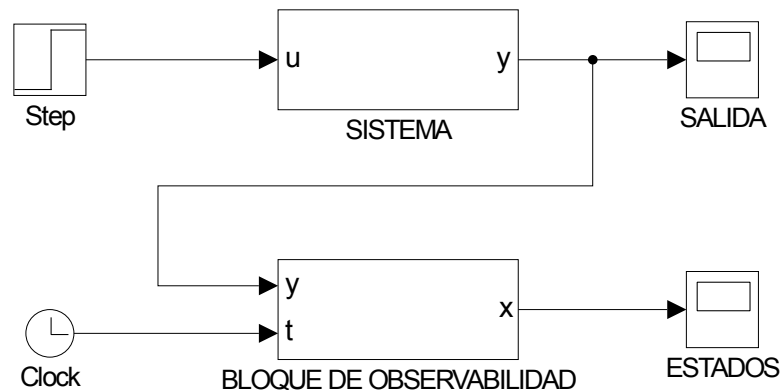 u
y
Step
SISTEMA
SALIDA
y
x
t
Clock
BLOQUE DE OBSERVABILIDAD
ESTADOS